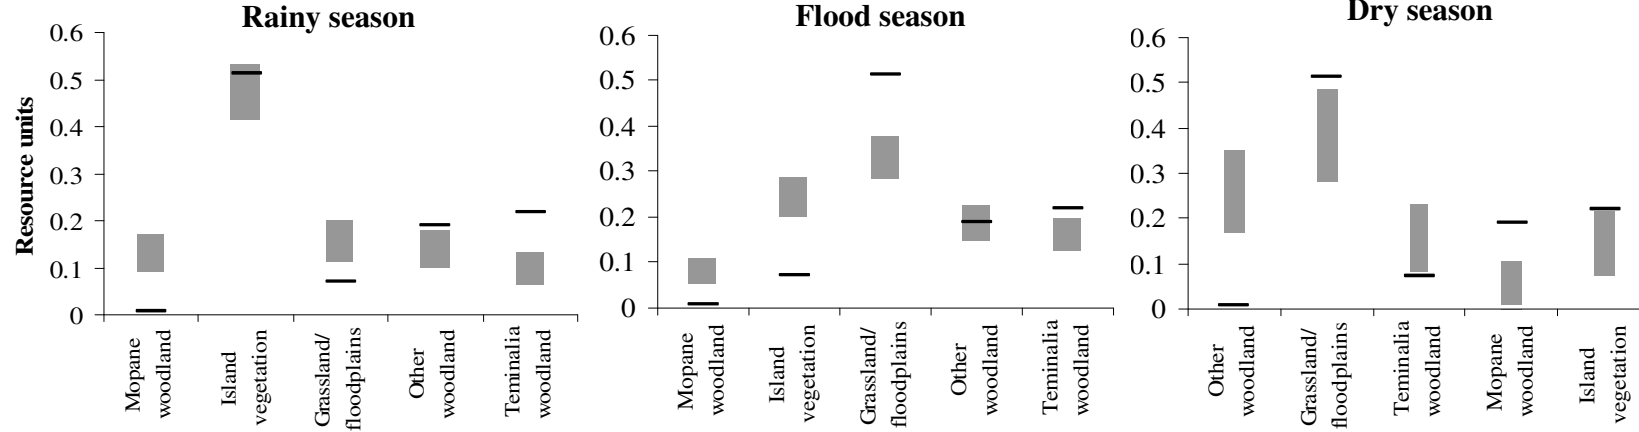 Rainy season
Resource units
0.6
0.5
0.4
0.3
0.2
0.1
0
Mopane
woodland
Island
vegetation
Grassland/
floodplains
Other
woodland
Teminalia
woodland
Flood season
0.6
0.5
0.4
0.3
0.2
0.1
0
Mopane
woodland
Island
vegetation
Grassland/
floodplains
Other
woodland
Teminalia
woodland
Dry season
0.6
0.5
0.4
0.3
0.2
0.1
0
Other
woodland
Grassland/
floodplains
Teminalia
woodland
Mopane
woodland
Island
vegetation